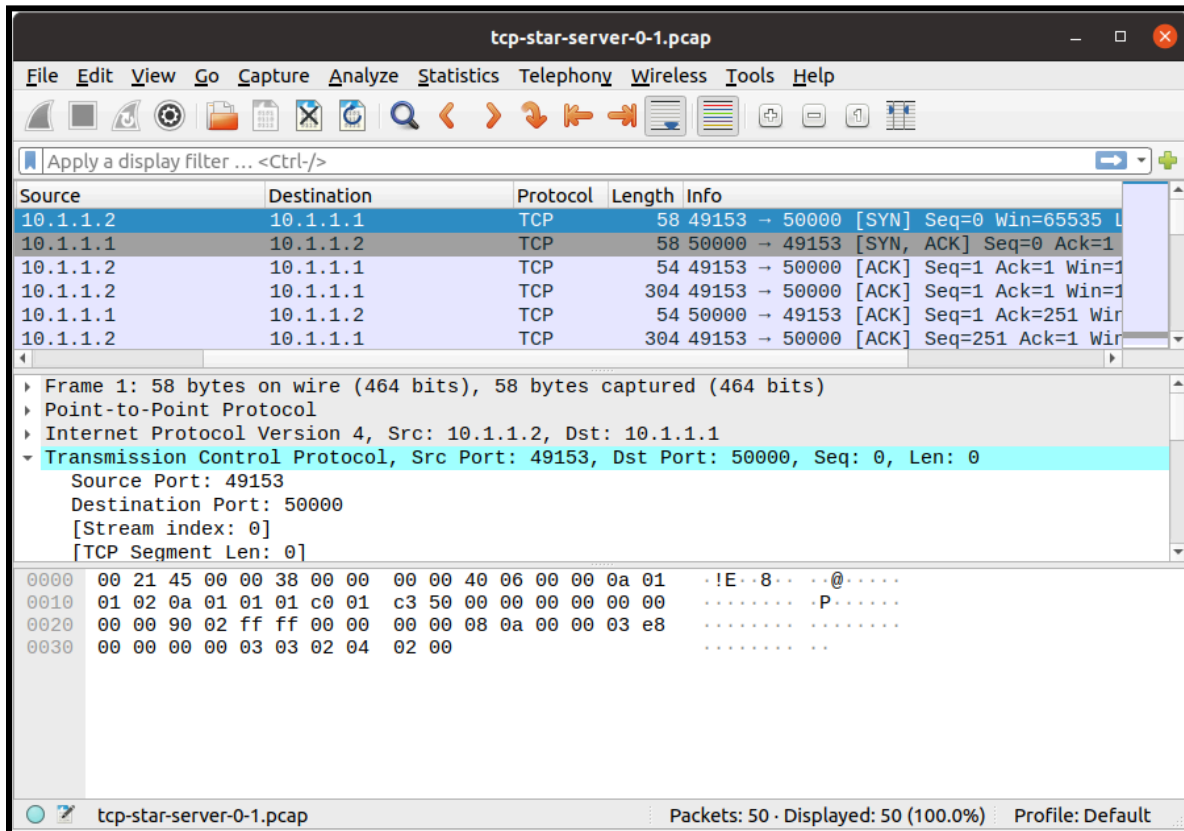 tcp-star-server-0-1.pcap
File Edit View Go Capture Analyze Statistics Telephony Wireless Tools Help
Apply a display filter … <Ctrl-/>
Source Destination Protocol Length Info
10.1.1.2 10.1.1.1 TCP 58 49153 → 50000 [SYN] Seq=0 Win=65535 L
10.1.1.1 10.1.1.2 TCP 58 50000 → 49153 [SYN, ACK] Seq=0 Ack=1
10.1.1.2 10.1.1.1 TCP 54 49153 → 50000 [ACK] Seq=1 Ack=1 Win=1
10.1.1.2 10.1.1.1 TCP 304 49153 → 50000 [ACK] Seq=1 Ack=1 Win=1
10.1.1.1 10.1.1.2 TCP 54 50000 → 49153 [ACK] Seq=1 Ack=251 Win
10.1.1.2 10.1.1.1 TCP 304 49153 → 50000 [ACK] Seq=251 Ack=1 Win
Frame 1: 58 bytes on wire (464 bits), 58 bytes captured (464 bits)
Point-to-Point Protocol
Internet Protocol Version 4, Src: 10.1.1.2, Dst: 10.1.1.1
Transmission Control Protocol, Src Port: 49153, Dst Port: 50000, Seq: 0, Len: 0
Source Port: 49153
Destination Port: 50000
[Stream index: 0]
[TCP Segment Len: 0]
0000 00 21 45 00 00 38 00 00 00 00 40 06 00 00 0a 01 ·!E··8·· ··@·····
0010 01 02 0a 01 01 01 c0 01 c3 50 00 00 00 00 00 00 ········ ·P······
0020 00 00 90 02 ff ff 00 00 00 00 08 0a 00 00 03 e8 ········ ········
0030 00 00 00 00 03 03 02 04 02 00 ········ ··
tcp-star-server-0-1.pcap Packets: 50 · Displayed: 50 (100.0%) Profile: Default